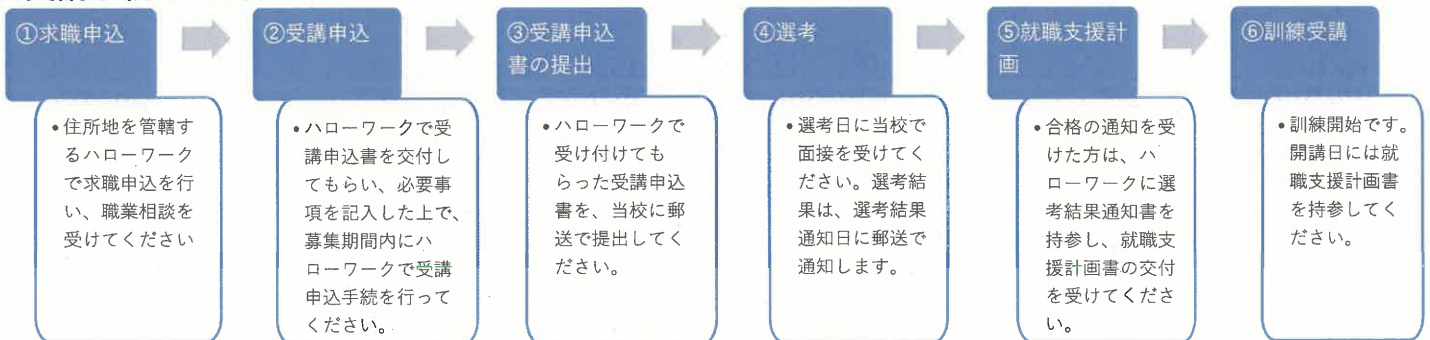 ①求職申込
②受講申込
③受講申込
書の提出
④選考
⑤就職支援計
画
⑥訓練受講
•住所地を管轄す
るハローワーク
で求職申込を行
い、職業相談を
受けてください
•ハローワークで受
講申込書を交付し
てもらい、必要事
項を記入した上で、
募集期間内にハ
ローワークで受講
申込手続を行って
ください。
•ハローワークで
受け付けても
らった受講申込
書を、当校に郵
送で提出してく
ださい。
•選考日に当校で
面接を受けてく
ださい。選考結
果は、選考結果
通知日に郵送で
通知します。
•合格の通知を受
けた方は、ハ
ローワークに選
考結果通知書を
持参し、就職支
援計画書の交付
を受けてくださ
い。
•訓練開始です。
開講日には就
職支援計画書
を持参してく
ださい。